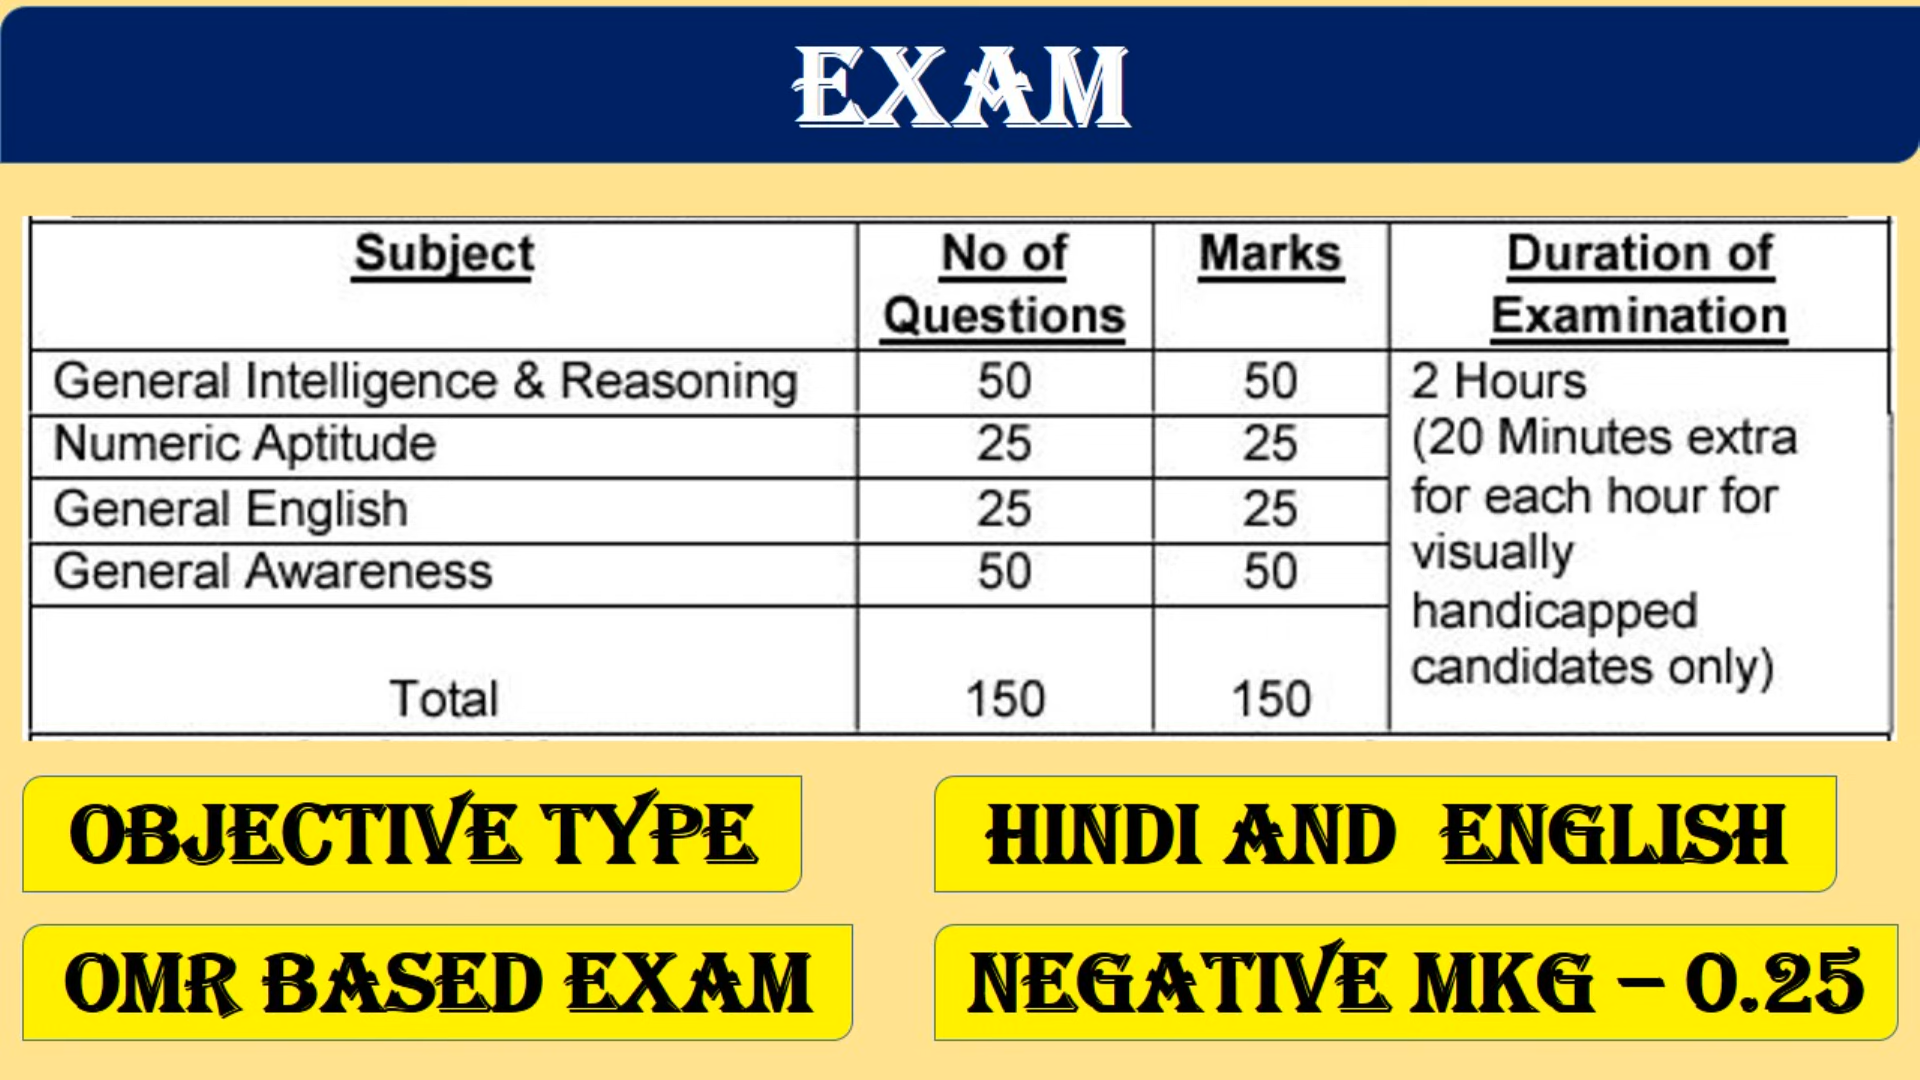 EXAM
Subject No of Questions Marks Duration of Examination
General Intelligence & Reasoning 50 50 2 Hours
(20 Minutes extra
Numeric Aptitude 25 25
for each hour for
General English 25 25
visually
General Awareness 50 50
handicapped
candidates only)
Total 150 150
OBJECTIVE TYPE
HINDI AND ENGLISH
OMR BASED EXAM
NEGATIVE MKG – 0.25